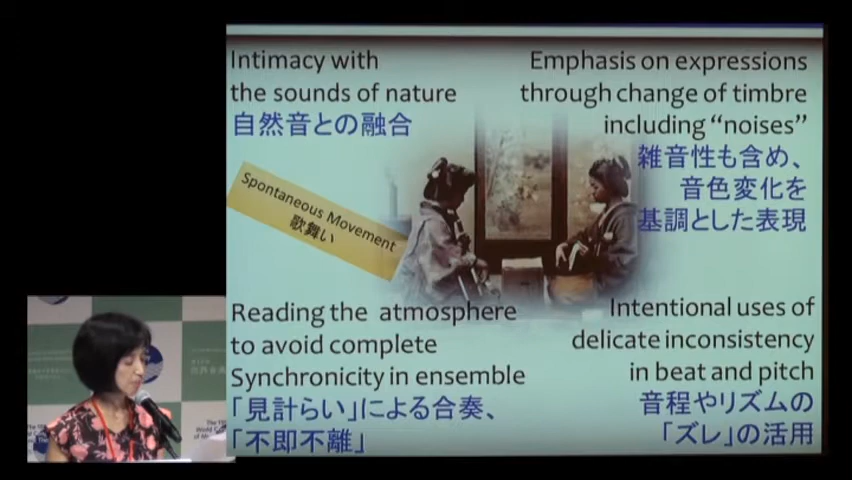 Intimacy with
the sounds of nature
自然音との融合
Emphasis on expressions
through change of timbre
including “noises”
雑音性も含め、
音色変化を
基調とした表現
Spontaneous Movement
歌舞い
Reading the atmosphere
to avoid complete
Synchronicity in ensemble
「見計らい」による合奏、
「不即不離」
Intentional uses of
delicate inconsistency
in beat and pitch
音程やリズムの
「ズレ」の活用